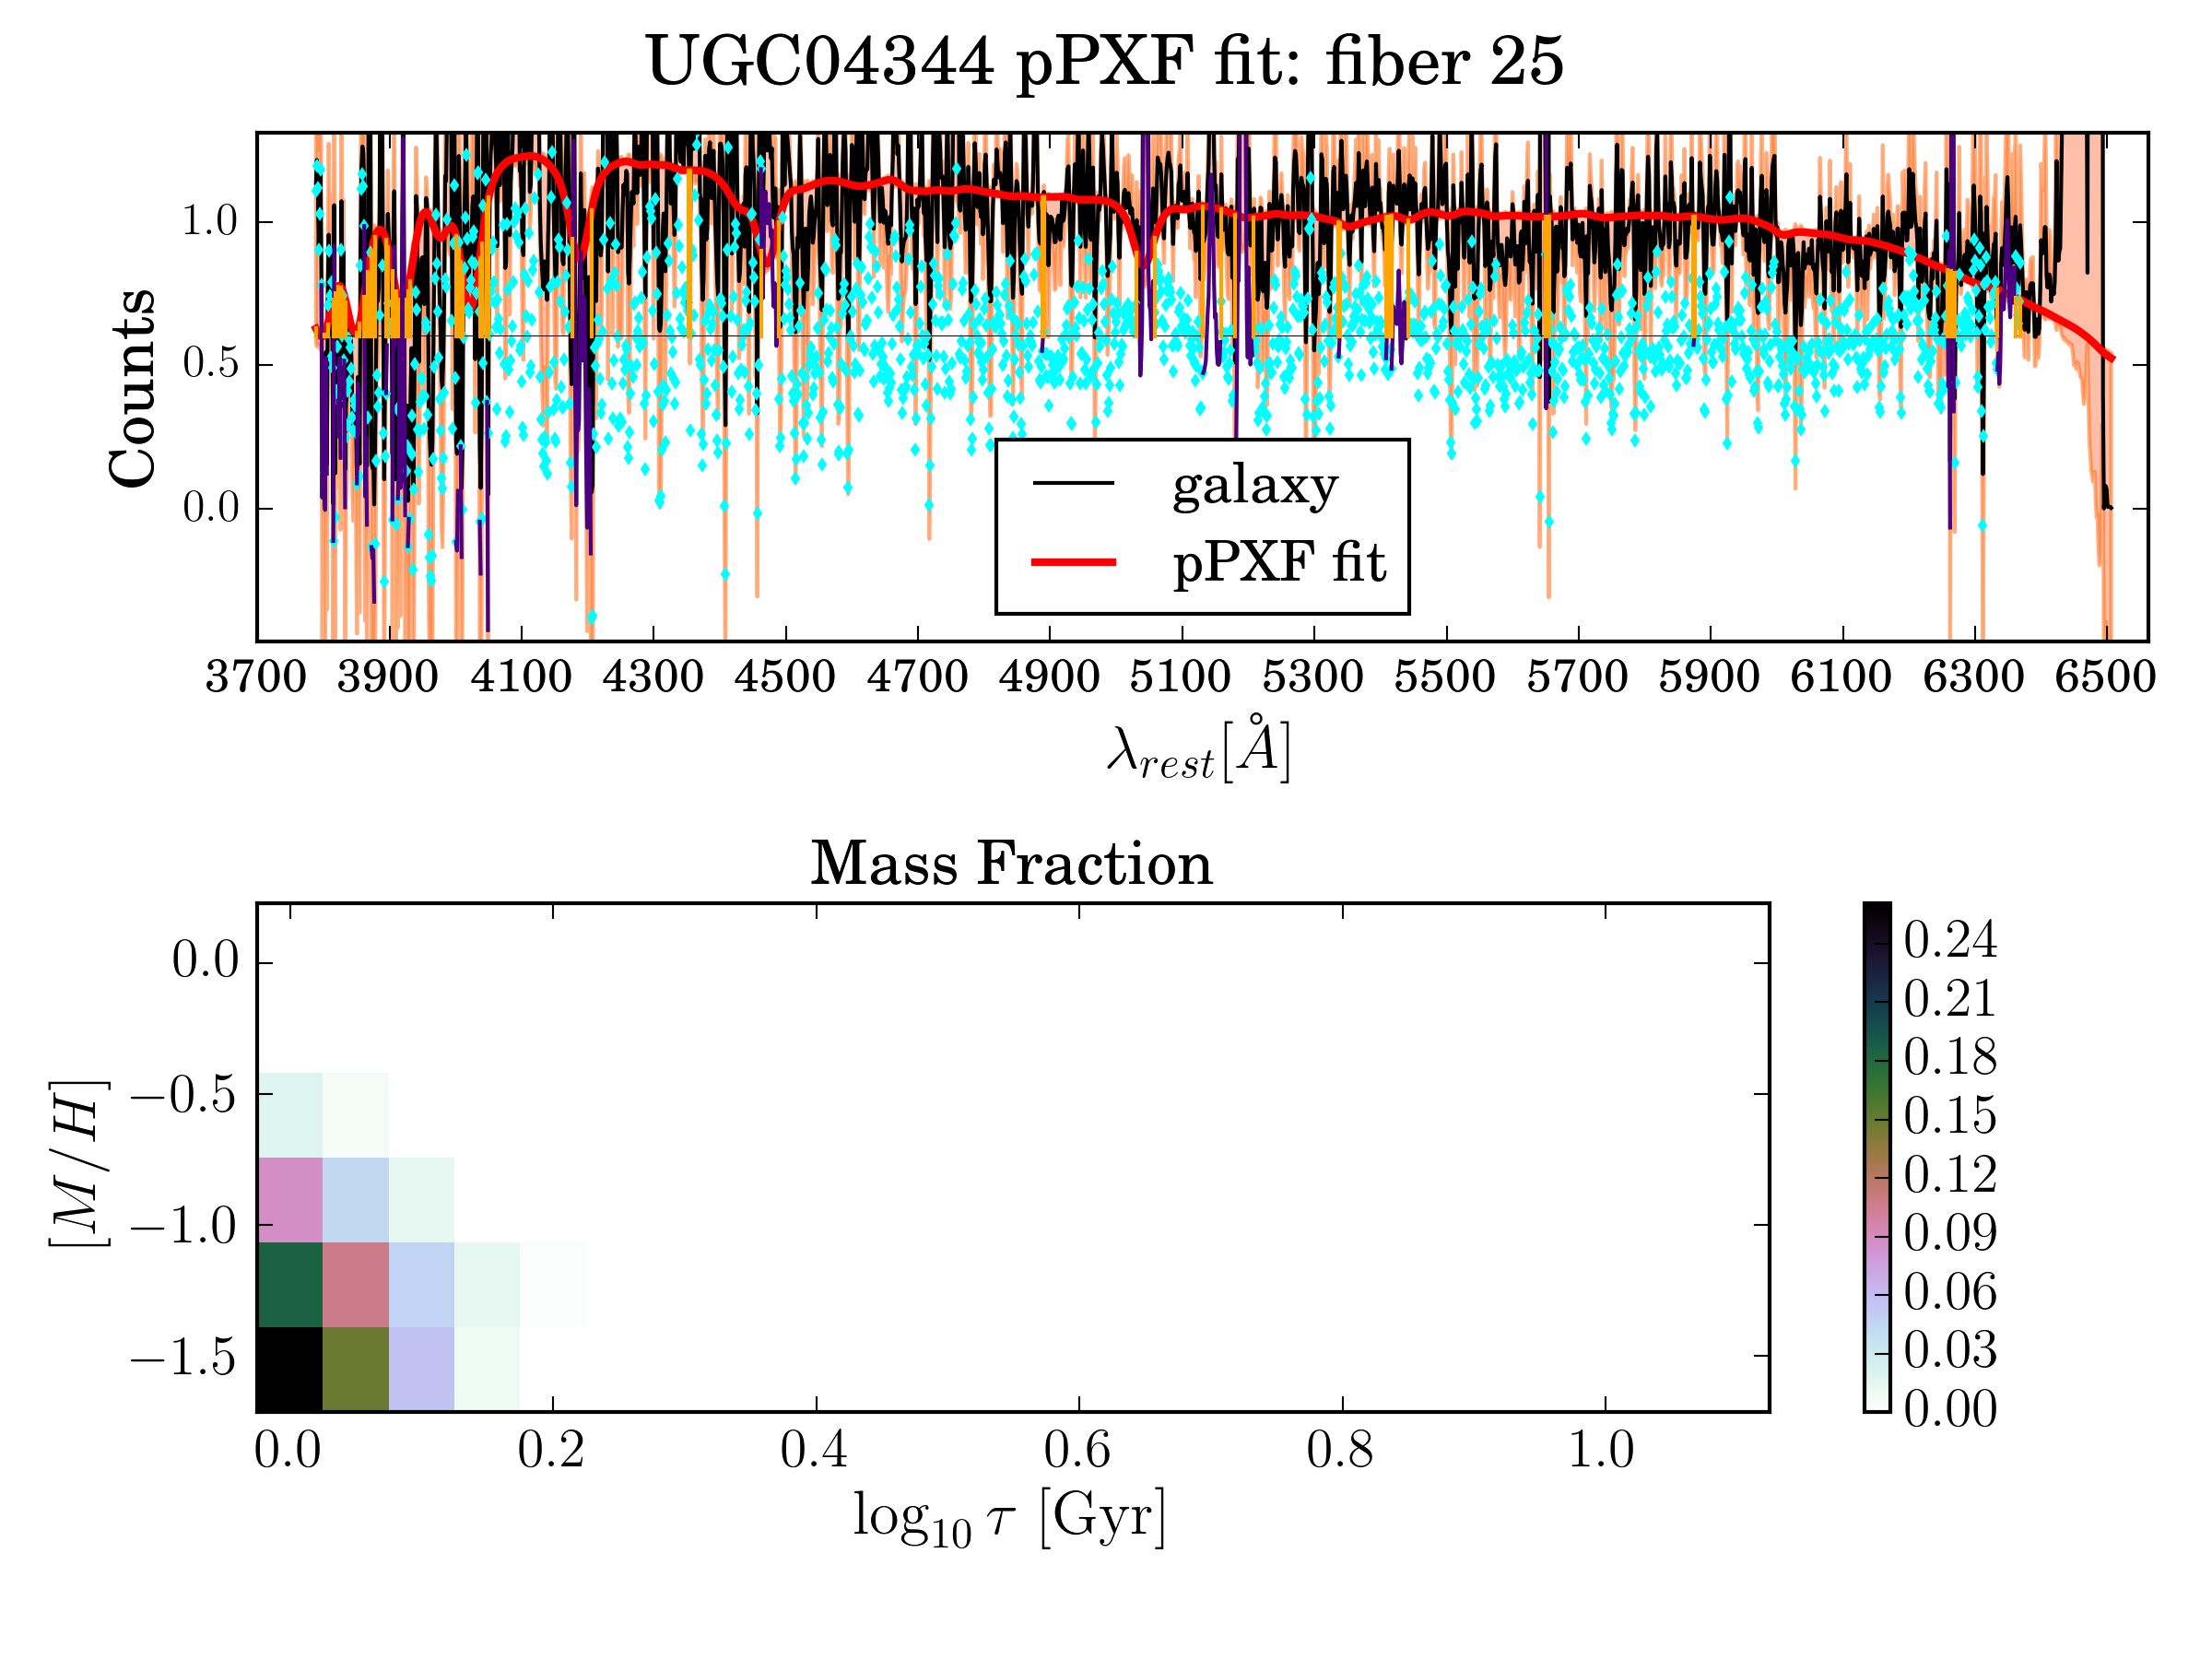 UGC04344 pPXF fit: fiber 25
Counts
1.0
0.5
0.0
galaxy
pPXF fit
3700 3900 4100 4300 4500 4700 4900 5100 5300 5500 5700 5900 6100 6300 6500
λrest[Å]
Mass Fraction
[M/H]
0.0
−0.5
−1.0
−1.5
0.0 0.2 0.4 0.6 0.8 1.0
log10 τ [Gyr]
0.24
0.21
0.18
0.15
0.12
0.09
0.06
0.03
0.00